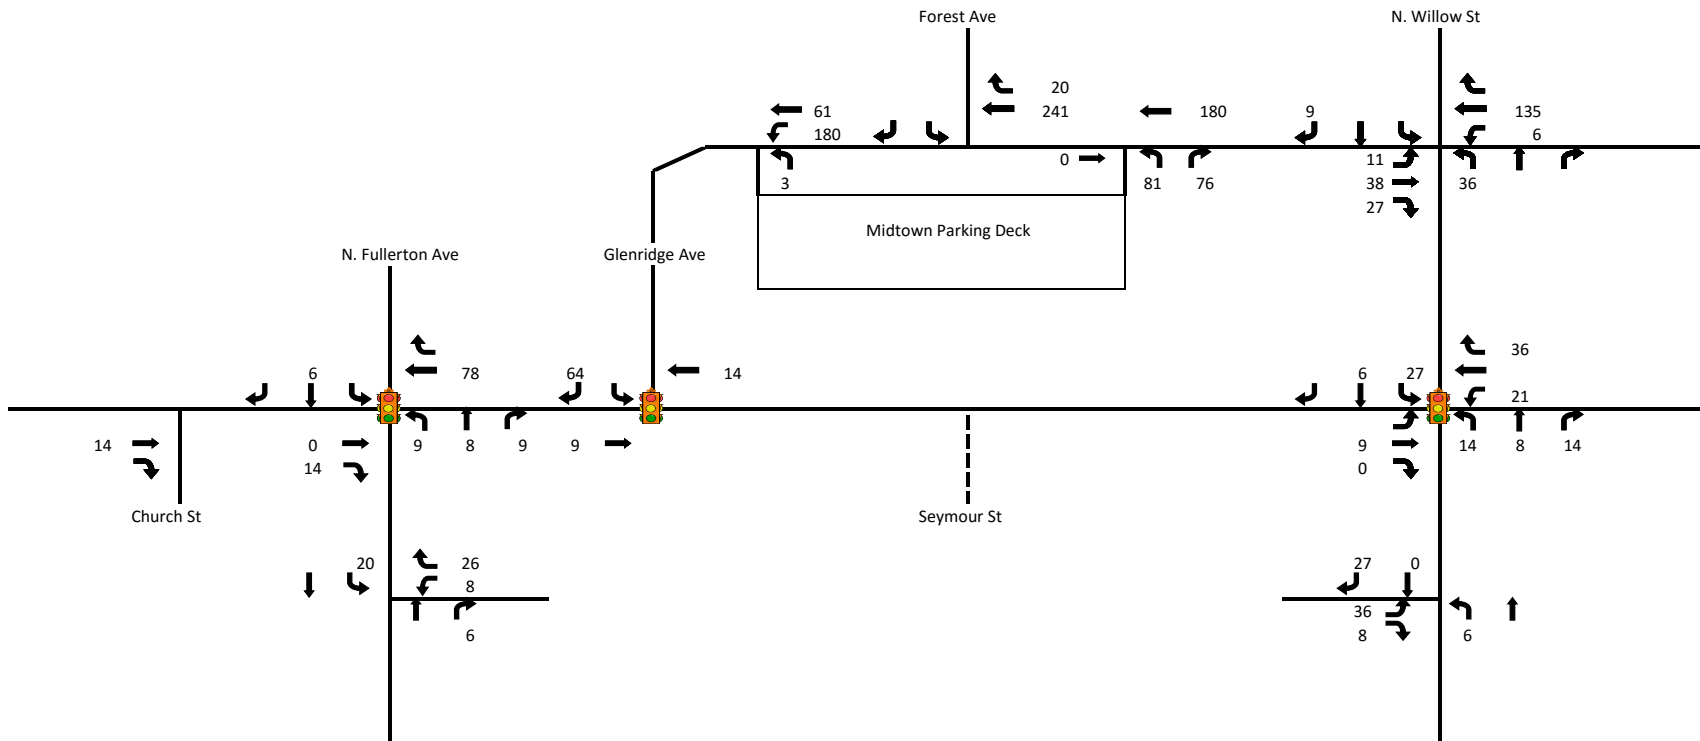 Forest Ave
N. Willow St
20
61 241 180 9 135
180 6
0 11
3 81 76 38 36
27
Midtown Parking Deck
N. Fullerton Ave Glenridge Ave
36
6 78 64 14 6 27
21
14 0 9 8 9 9 9 14 8 14
14 0
Church St Seymour St
20 26 27 0
8
36
6 8 6